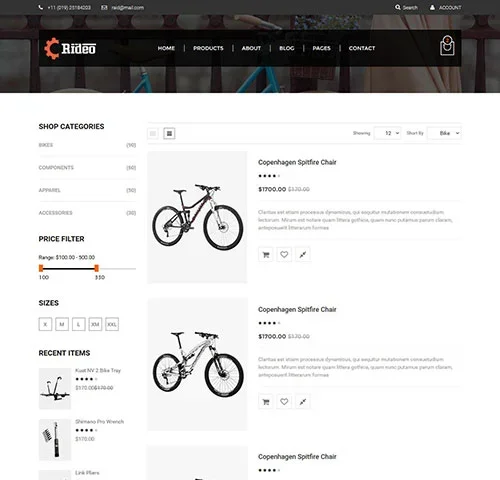 +11 (019) 25184203 raid@mail.com Search ACCOUNT
Rideo HOME PRODUCTS ABOUT BLOG PAGES CONTACT
SHOP CATEGORIES
BIKES (90)
COMPONENTS (60)
APPAREL (50)
ACCESSORIES (30)
PRICE FILTER
Range: $100.00 - 500.00
100 350
SIZES
X M L XM XXL
RECENT ITEMS
Kuat NV 2 Bike Tray
$170.00 $170.00
Shimano Pro Wrench
$170.00
Link Pliers
Showing 12 Short By Bike
Copenhagen Spitfire Chair
$1700.00 $170.00
Claritas est etiam processus dynamicus, qui sequitur mutationem consuetudium
lectorum. Mirum est notare quam littera gothica, quam nunc putamus parum claram,
anteposuerit litterarum formas
Copenhagen Spitfire Chair
$1700.00 $170.00
Claritas est etiam processus dynamicus, qui sequitur mutationem consuetudium
lectorum. Mirum est notare quam littera gothica, quam nunc putamus parum claram, anteposuerit
litterarum formas
Copenhagen Spitfire Chair